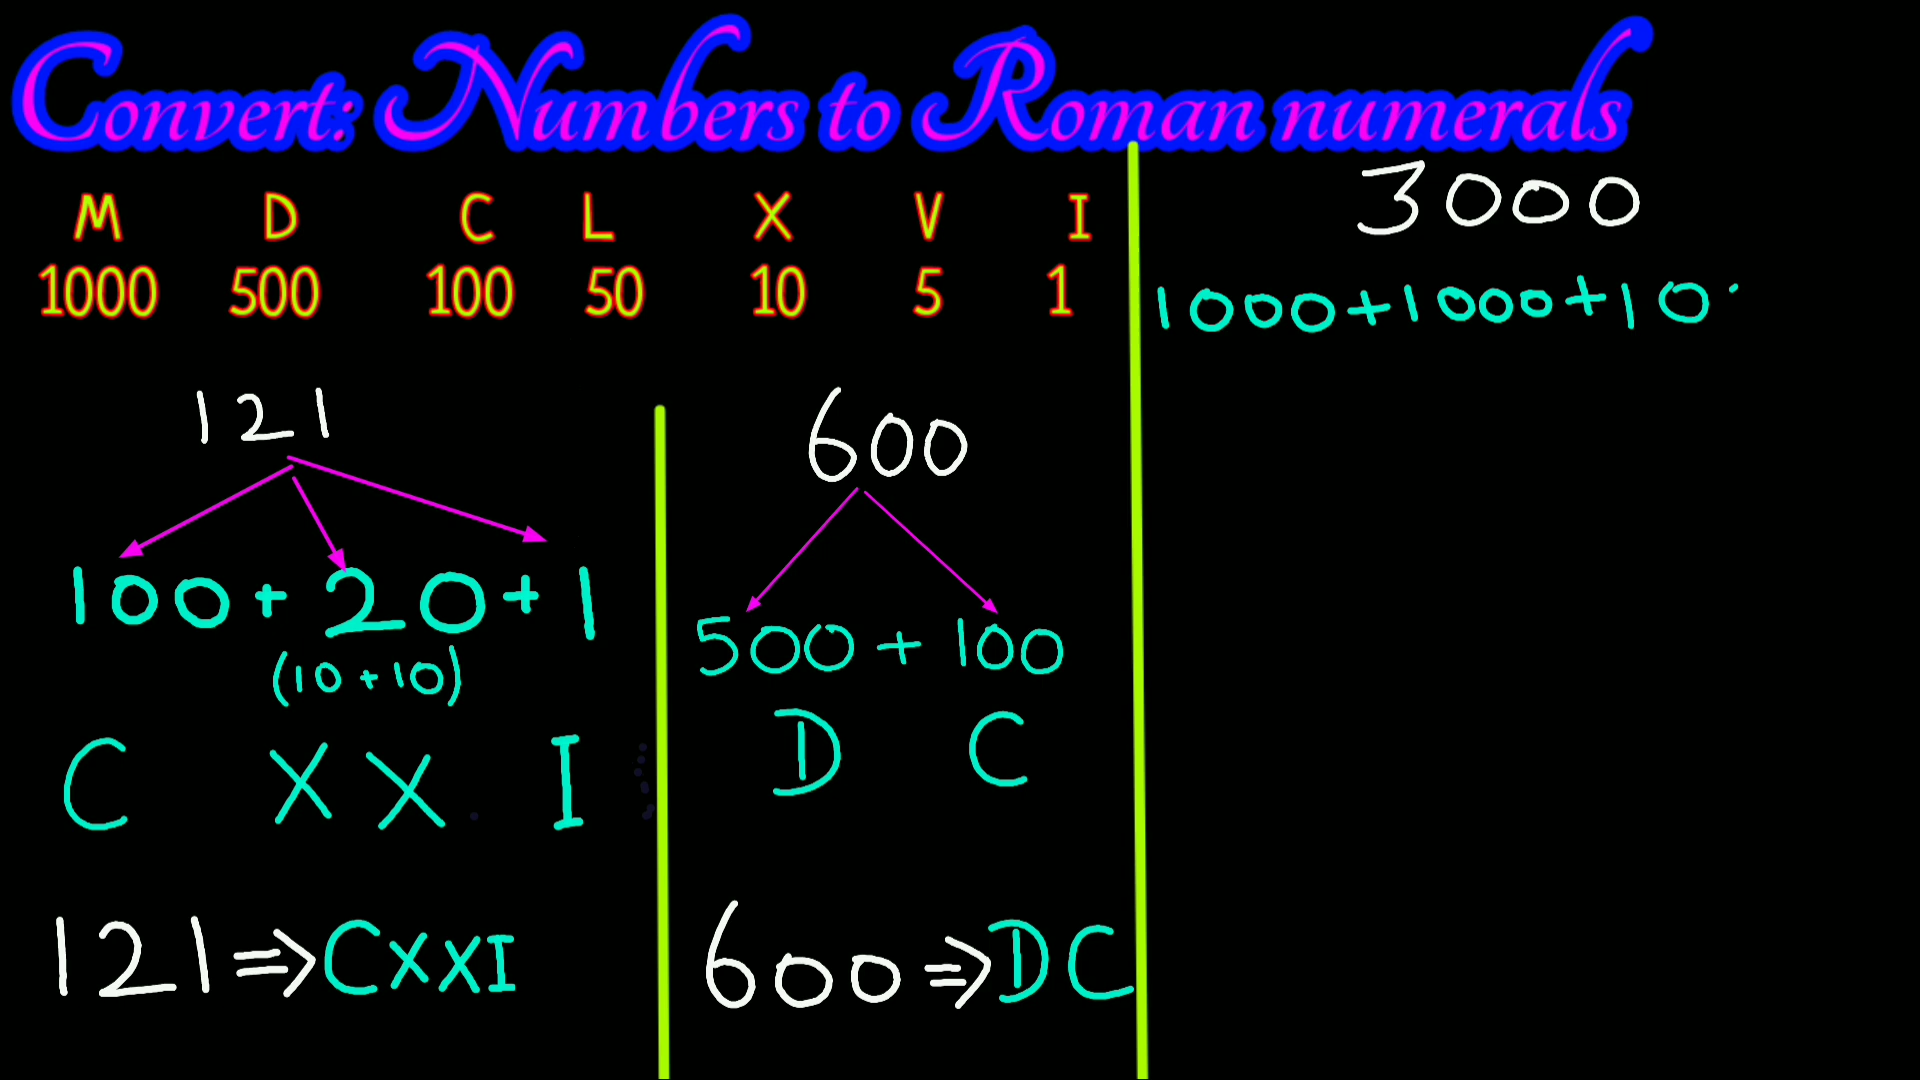 Convert: Numbers to Roman numerals
M D C L X V I
1000 500 100 50 10 5 1
121
100 + 20 + 1
(10 + 10)
C X X I
121 ⇒ CXXI
600
500 + 100
D C
600 ⇒ DC
3000
1000 + 1000 + 10